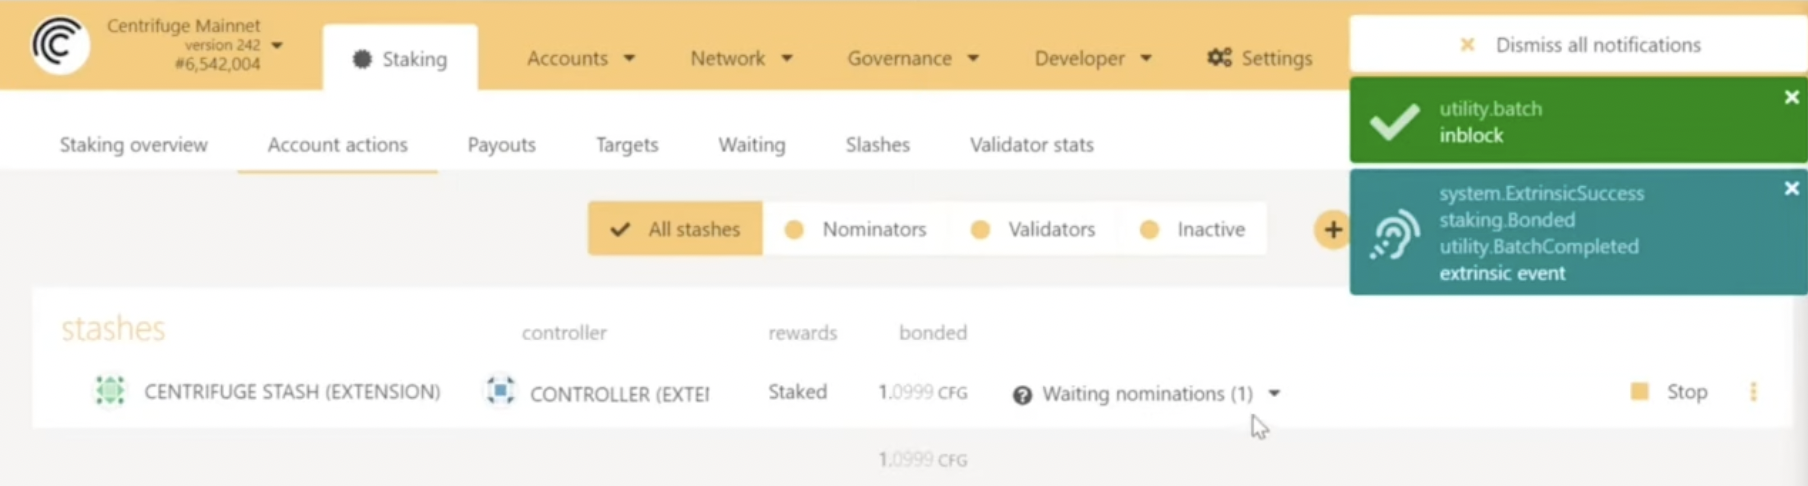 Centrifuge Mainnet
version 242
#6,542,004
Staking
Accounts
Network
Governance
Developer
Settings
Dismiss all notifications
utility.batch
inblock
system.ExtrinsicSuccess
staking.Bonded
utility.BatchCompleted
extrinsic event
Staking overview
Account actions
Payouts
Targets
Waiting
Slashes
Validator stats
All stashes
Nominators
Validators
Inactive
stashes
controller
rewards
bonded
CENTRIFUGE STASH (EXTENSION)
CONTROLLER (EXTE
Staked
1.0999 CFG
Waiting nominations (1)
Stop
1.0999 CFG